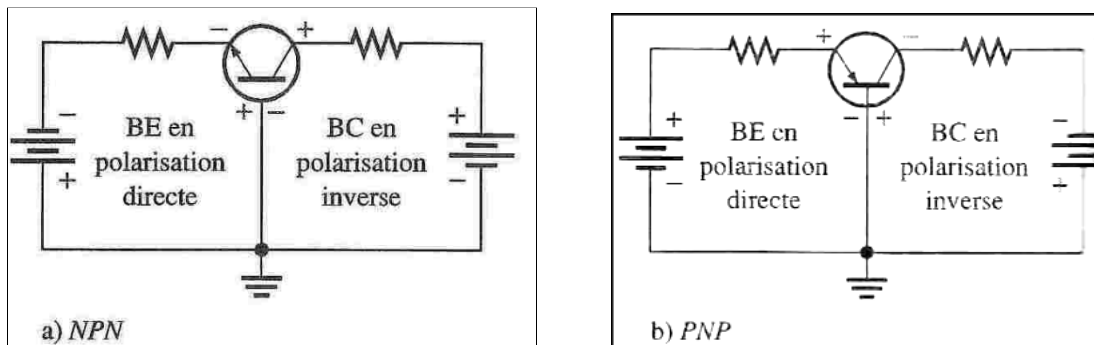 - + 
- + 
BE en
polarisation
directe
+ -
BC en
polarisation
inverse
+ 
-
a) NPN
+ -
+
-
BE en
polarisation
directe
- +
BC en
polarisation
inverse
-
+
b) PNP